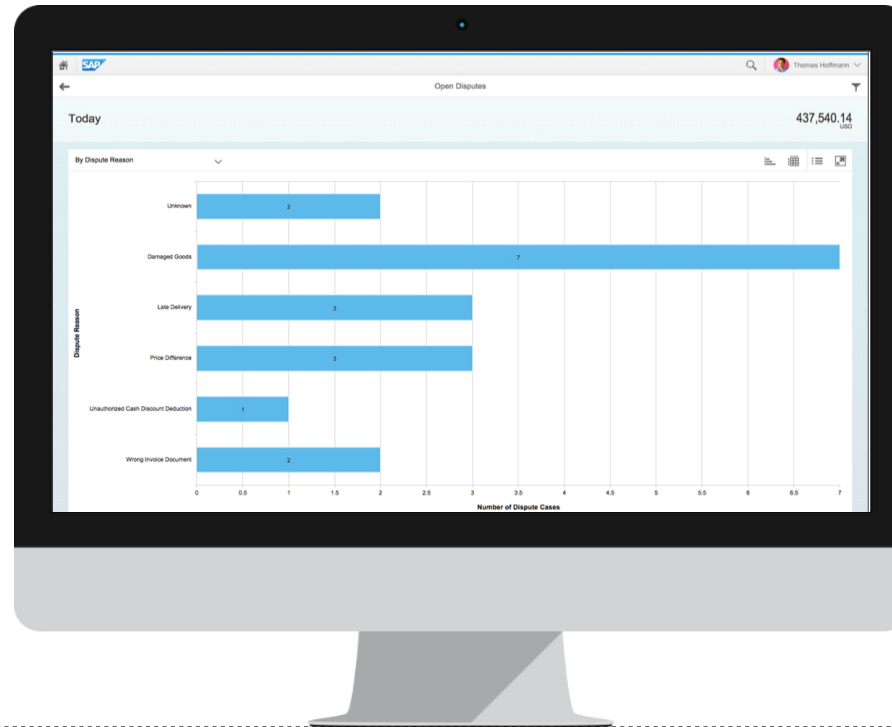 SAP
Thomas Hoffmann
Open Disputes
Today
437,540.14
USD
By Dispute Reason
Dispute Reason
Unknown
2
Damaged Goods
7
Late Delivery
3
Price Difference
3
Unauthorized Cash Discount Deduction
1
Wrong Invoice Document
2
0 0.5 1 1.5 2 2.5 3 3.5 4 4.5 5 5.5 6 6.5 7
Number of Dispute Cases